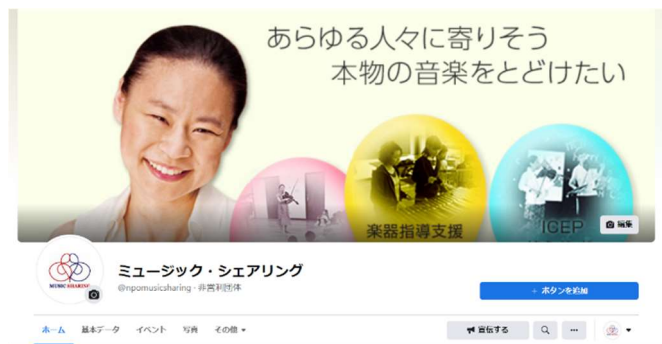 あらゆる人々に寄りそう
本物の音楽をとどけたい
楽器指導支援
ICEP
編集
MUSIC SHARING
ミュージック・シェアリング
@npomusicsharing · 非営利団体
+ ボタンを追加
ホーム 基本データ イベント 写真 その他
宣伝する